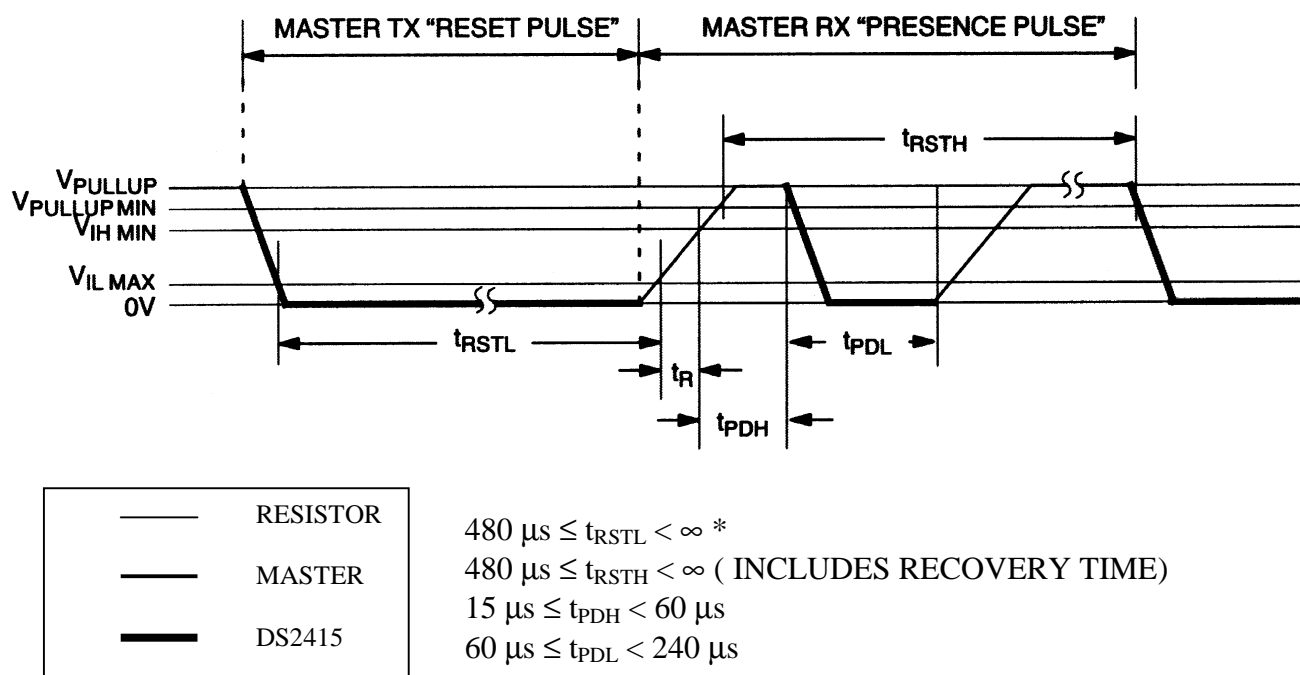 MASTER TX “RESET PULSE”
MASTER RX “PRESENCE PULSE”
tRSTH
VPULLUP
VPULLUP MIN
VIH MIN
VIL MAX
0V
tRSTL
tPDL
tR
tPDH
RESISTOR
MASTER
DS2415
480 μs ≤ tRSTL < ∞ *
480 μs ≤ tRSTH < ∞ ( INCLUDES RECOVERY TIME)
15 μs ≤ tPDH < 60 μs
60 μs ≤ tPDL < 240 μs